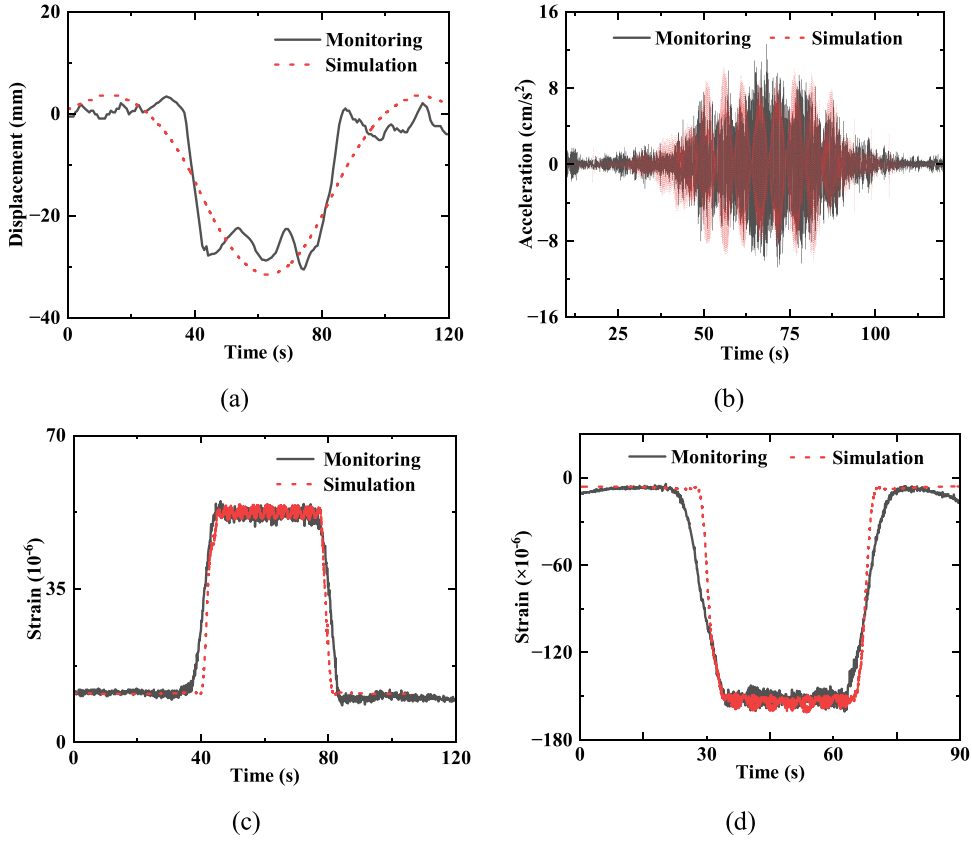 20
0
−20
−40
Displacement (mm)
Monitoring
Simulation
0 40 80 120
Time (s)
(a)
16
8
0
−8
−16
Acceleration (cm/s²)
Monitoring Simulation
25 50 75 100
Time (s)
(b)
70
35
0
Strain (10⁻⁶)
Monitoring
Simulation
0 40 80 120
Time (s)
(c)
0
−60
−120
−180
Strain (×10⁻⁶)
Monitoring Simulation
0 30 60 90
Time (s)
(d)